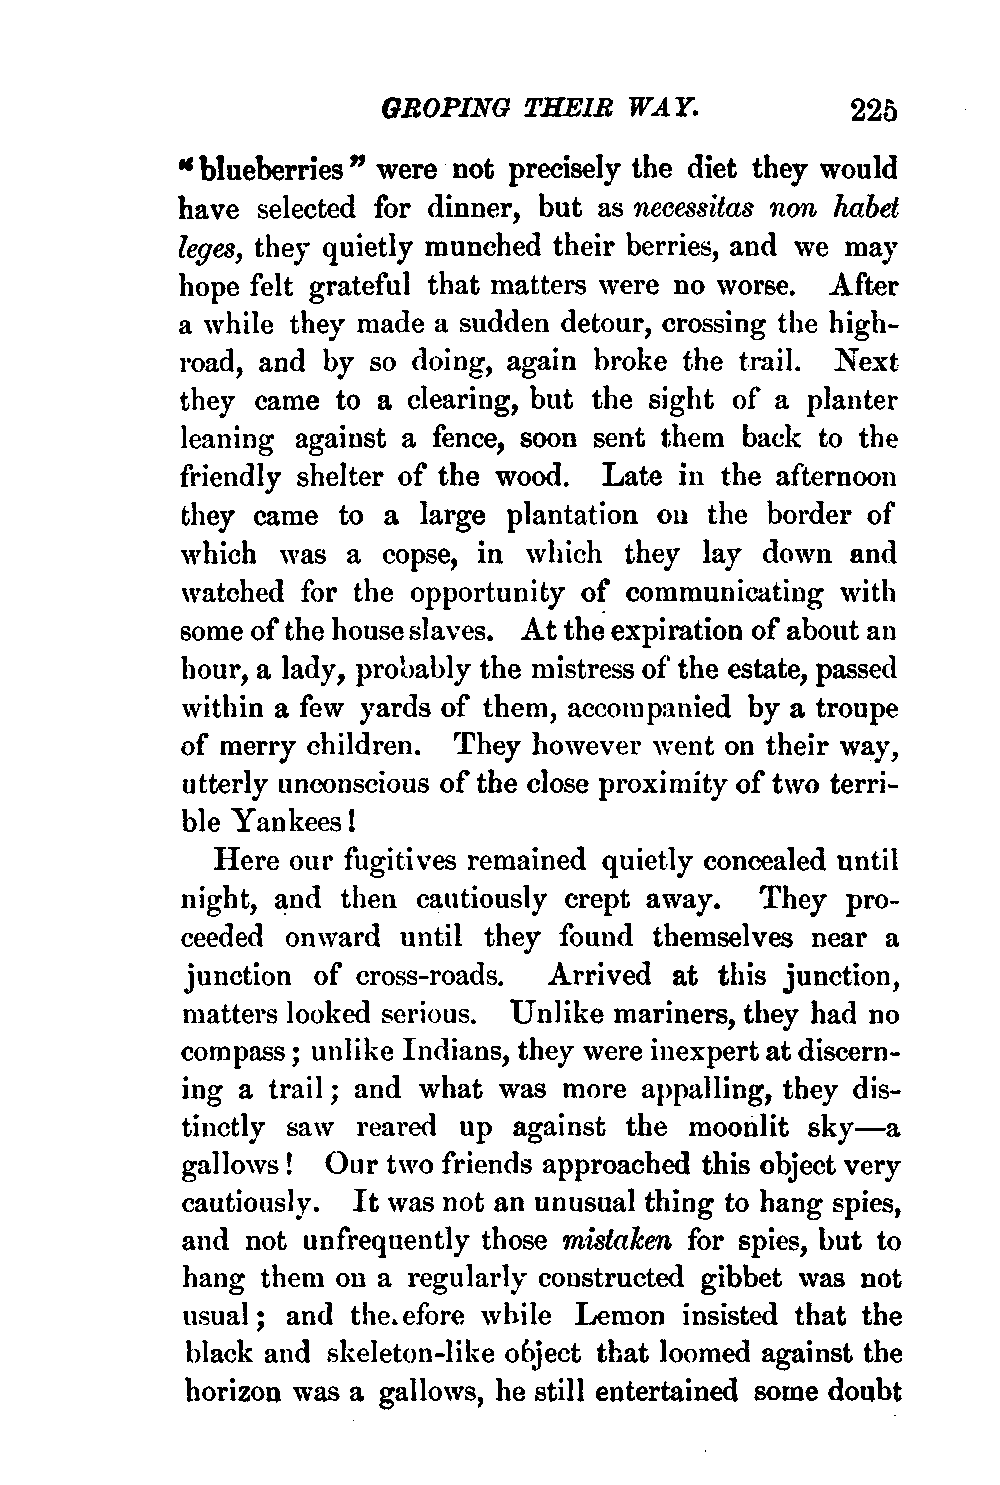 GROPING THEIR WAY. 225
"blueberries" were not precisely the diet they would
have selected for dinner, but as necessitas non habet
leges, they quietly munched their berries, and we may
hope felt grateful that matters were no worse. After
a while they made a sudden detour, crossing the high-
road, and by so doing, again broke the trail. Next
they came to a clearing, but the sight of a planter
leaning against a fence, soon sent them back to the
friendly shelter of the wood. Late in the afternoon
they came to a large plantation on the border of
which was a copse, in which they lay down and
watched for the opportunity of communicating with
some of the house slaves. At the expiration of about an
hour, a lady, probably the mistress of the estate, passed
within a few yards of them, accompanied by a troupe
of merry children. They however went on their way,
utterly unconscious of the close proximity of two terri-
ble Yankees!
Here our fugitives remained quietly concealed until
night, and then cautiously crept away. They pro-
ceeded onward until they found themselves near a
junction of cross-roads. Arrived at this junction,
matters looked serious. Unlike mariners, they had no
compass; unlike Indians, they were inexpert at discern-
ing a trail; and what was more appalling, they dis-
tinctly saw reared up against the moonlit sky—a
gallows! Our two friends approached this object very
cautiously. It was not an unusual thing to hang spies,
and not unfrequently those mistaken for spies, but to
hang them on a regularly constructed gibbet was not
usual; and the.efore while Lemon insisted that the
black and skeleton-like object that loomed against the
horizon was a gallows, he still entertained some doubt